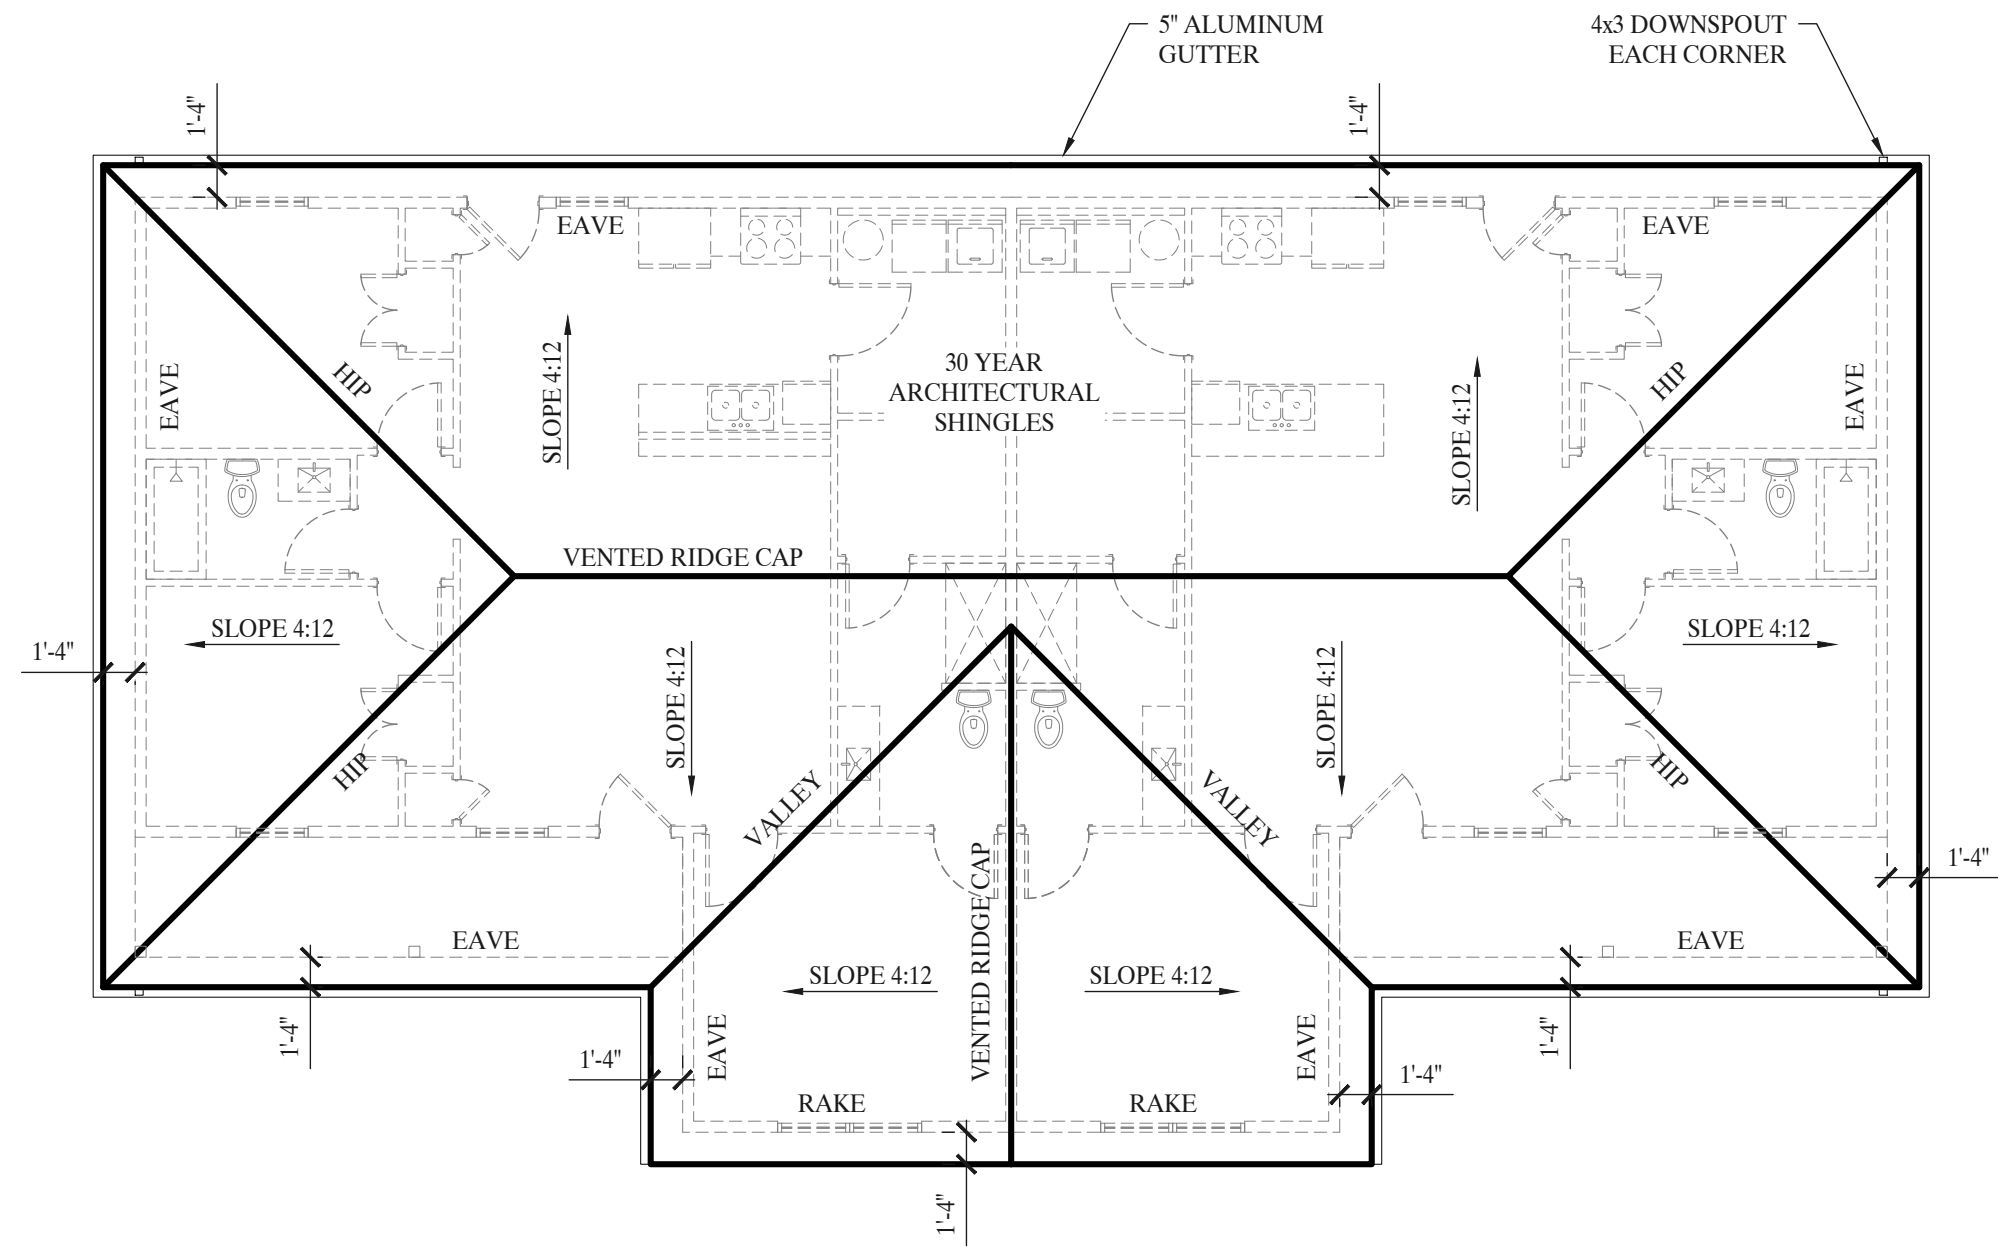 5" ALUMINUM
GUTTER
4x3 DOWNSPOUT
EACH CORNER
1'-4"
1'-4"
EAVE
EAVE
EAVE
HIP
SLOPE 4:12
30 YEAR
ARCHITECTURAL
SHINGLES
SLOPE 4:12
HIP
EAVE
VENTED RIDGE CAP
SLOPE 4:12
1'-4"
SLOPE 4:12
SLOPE 4:12
SLOPE 4:12
HIP
VALLEY
VALLEY
HIP
1'-4"
EAVE
VENTED RIDGE CAP
EAVE
SLOPE 4:12
SLOPE 4:12
1'-4"
1'-4"
EAVE
EAVE
1'-4"
1'-4"
RAKE
RAKE
1'-4"